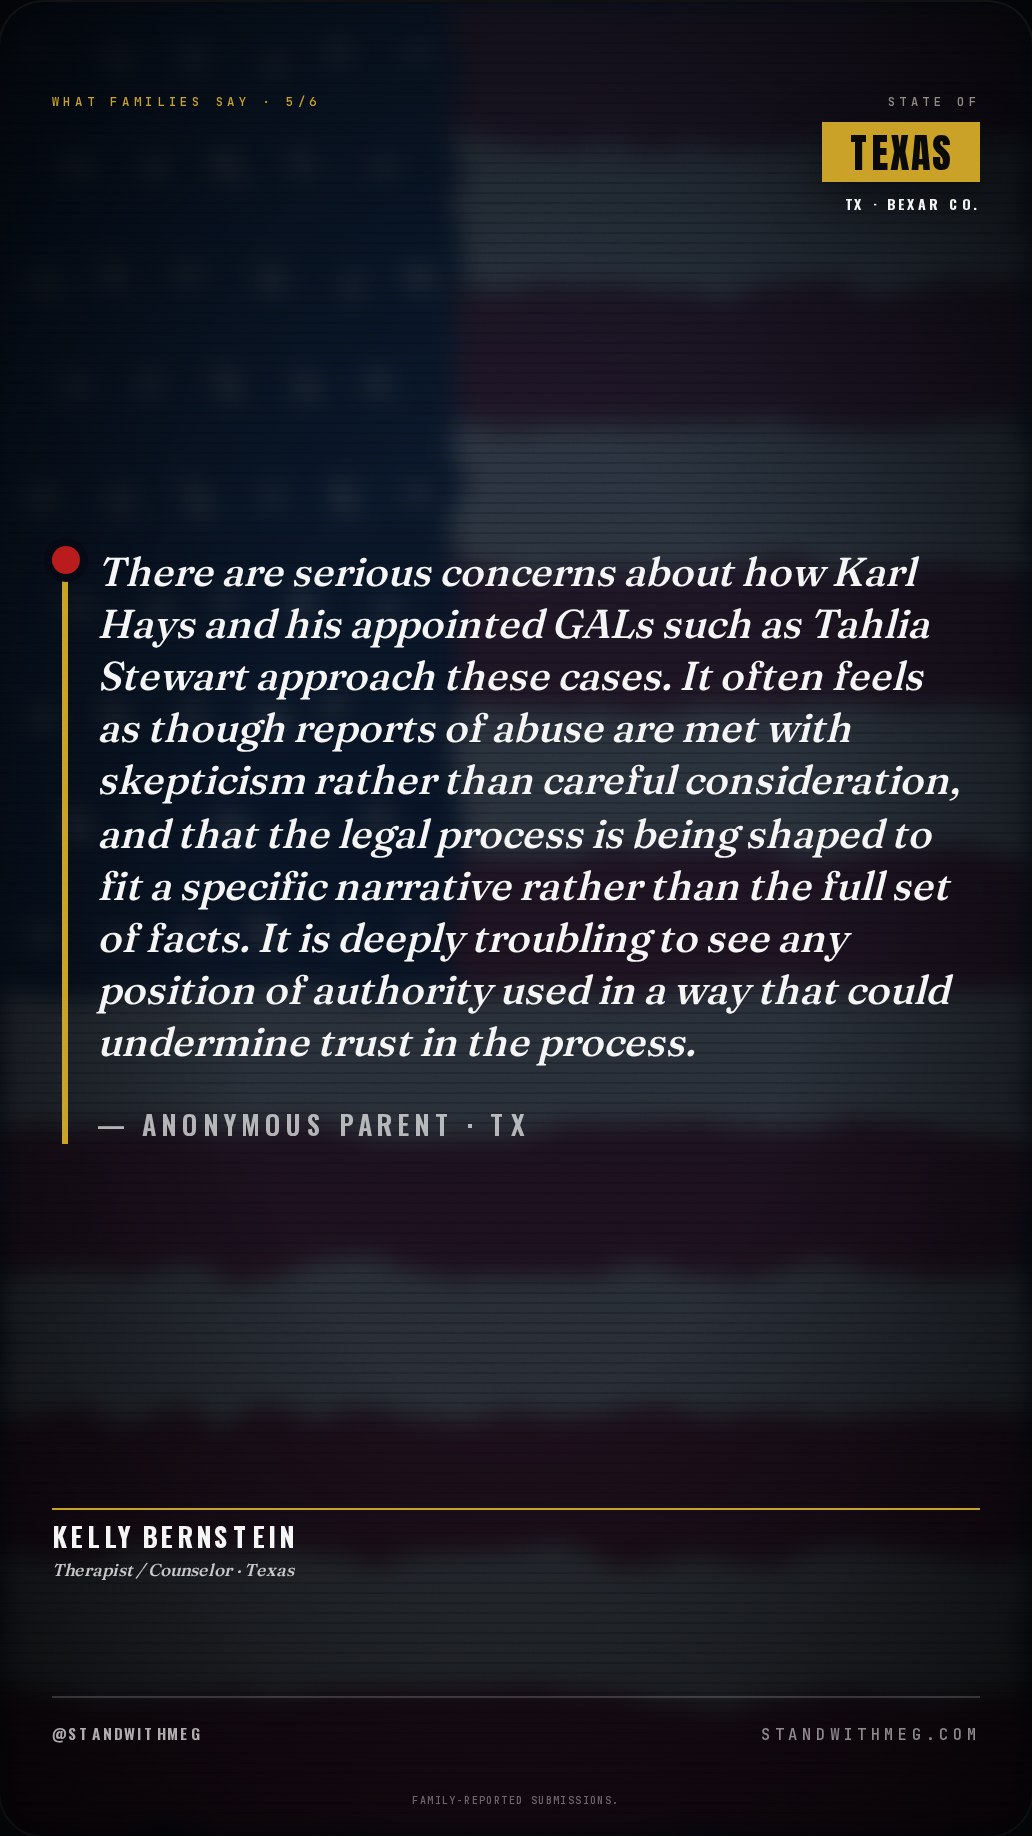 WHAT FAMILIES SAY · 5/6
STATE OF
TEXAS
TX · BEXAR CO.
There are serious concerns about how Karl
Hays and his appointed GALs such as Tahlia
Stewart approach these cases. It often feels
as though reports of abuse are met with
skepticism rather than careful consideration,
and that the legal process is being shaped to
fit a specific narrative rather than the full set
of facts. It is deeply troubling to see any
position of authority used in a way that could
undermine trust in the process.
— ANONYMOUS PARENT · TX
KELLY BERNSTEIN
Therapist / Counselor · Texas
@STANDWITHMEG
STANDWITHMEG.COM
FAMILY-REPORTED SUBMISSIONS.